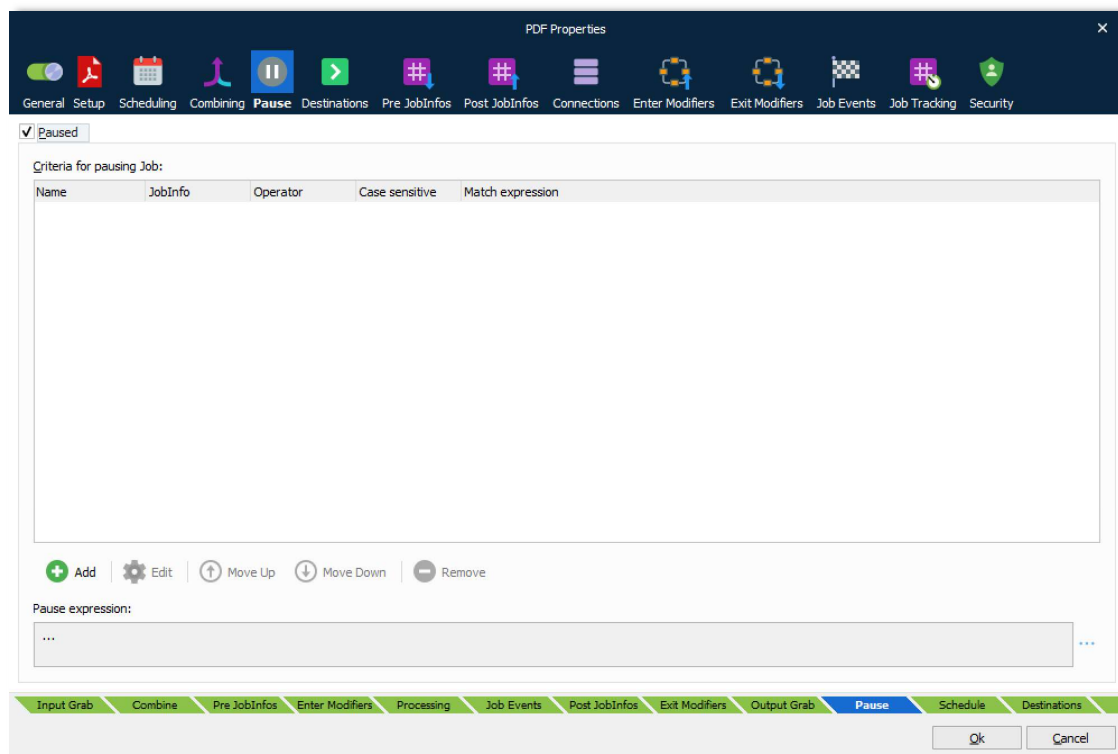 PDF Properties
General Setup Scheduling Combining Pause Destinations Pre JobInfos Post JobInfos Connections Enter Modifiers Exit Modifiers Job Events Job Tracking Security
Paused
Criteria for pausing Job:
Name JobInfo Operator Case sensitive Match expression
Add Edit Move Up Move Down Remove
Pause expression:
...
...
Input Grab Combine Pre JobInfos Enter Modifiers Processing Job Events Post JobInfos Exit Modifiers Output Grab Pause Schedule Destinations
Ok Cancel